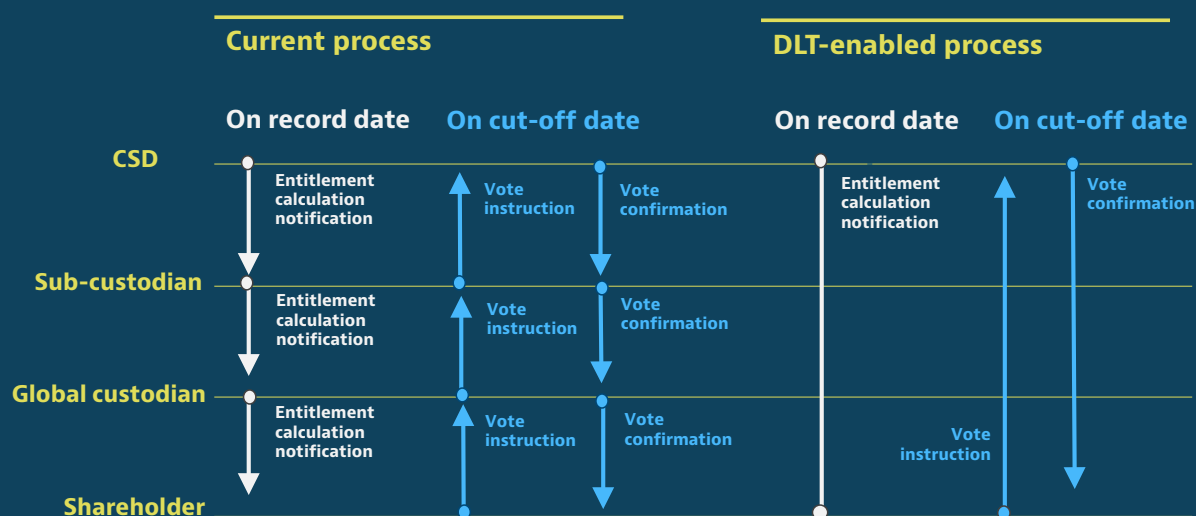 Current process
DLT-enabled process
On record date
On cut-off date
On record date
On cut-off date
CSD
Entitlement
calculation
notification
Vote
instruction
Vote
confirmation
Entitlement
calculation
notification
Vote
confirmation
Sub-custodian
Entitlement
calculation
notification
Vote
instruction
Vote
confirmation
Global custodian
Entitlement
calculation
notification
Vote
instruction
Vote
confirmation
Vote
instruction
Shareholder